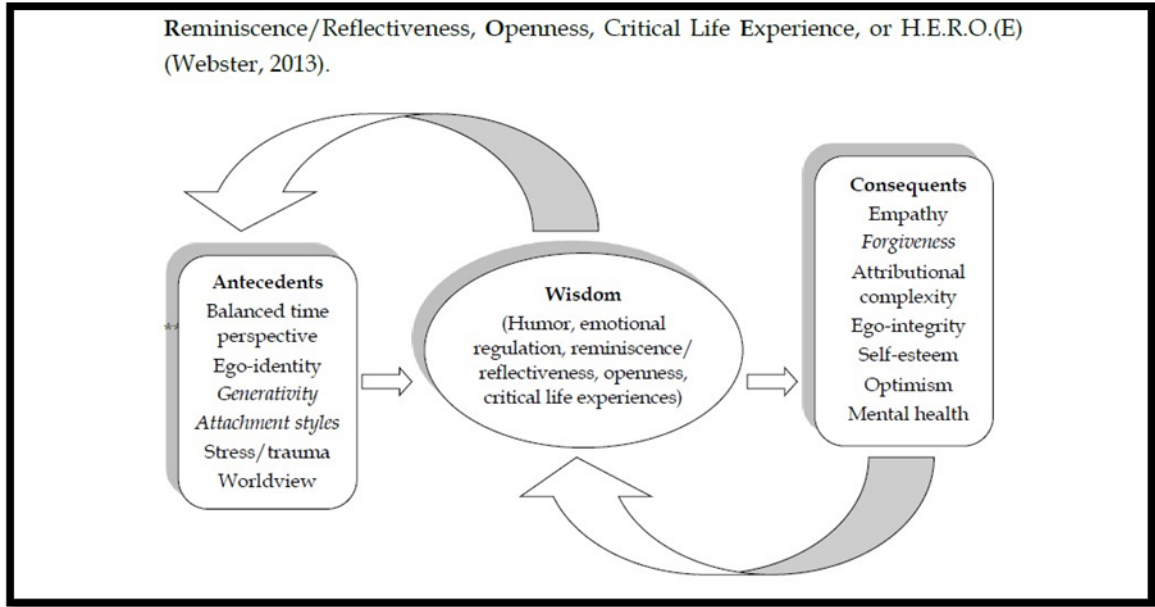 Reminiscence/Reflectiveness, Openness, Critical Life Experience, or H.E.R.O.(E)
(Webster, 2013).
Antecedents
Balanced time
perspective
Ego-identity
Generativity
Attachment styles
Stress/trauma
Worldview
**
Wisdom
(Humor, emotional
regulation, reminiscence/
reflectiveness, openness,
critical life experiences)
Consequents
Empathy
Forgiveness
Attributional
complexity
Ego-integrity
Self-esteem
Optimism
Mental health